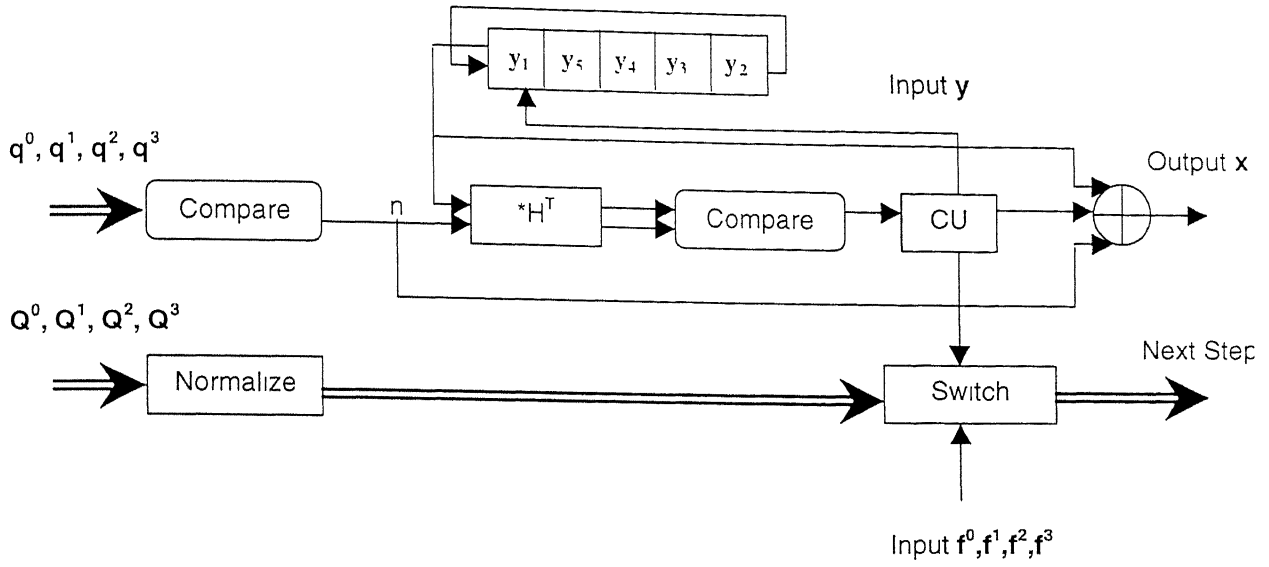 y₁ y₅ y₄ y₃ y₂
Input y
q⁰, q¹, q², q³
Output x
Compare
n
*Hᵀ
Compare
CU
Q⁰, Q¹, Q², Q³
Next Step
Normalize
Switch
Input f⁰,f¹,f²,f³